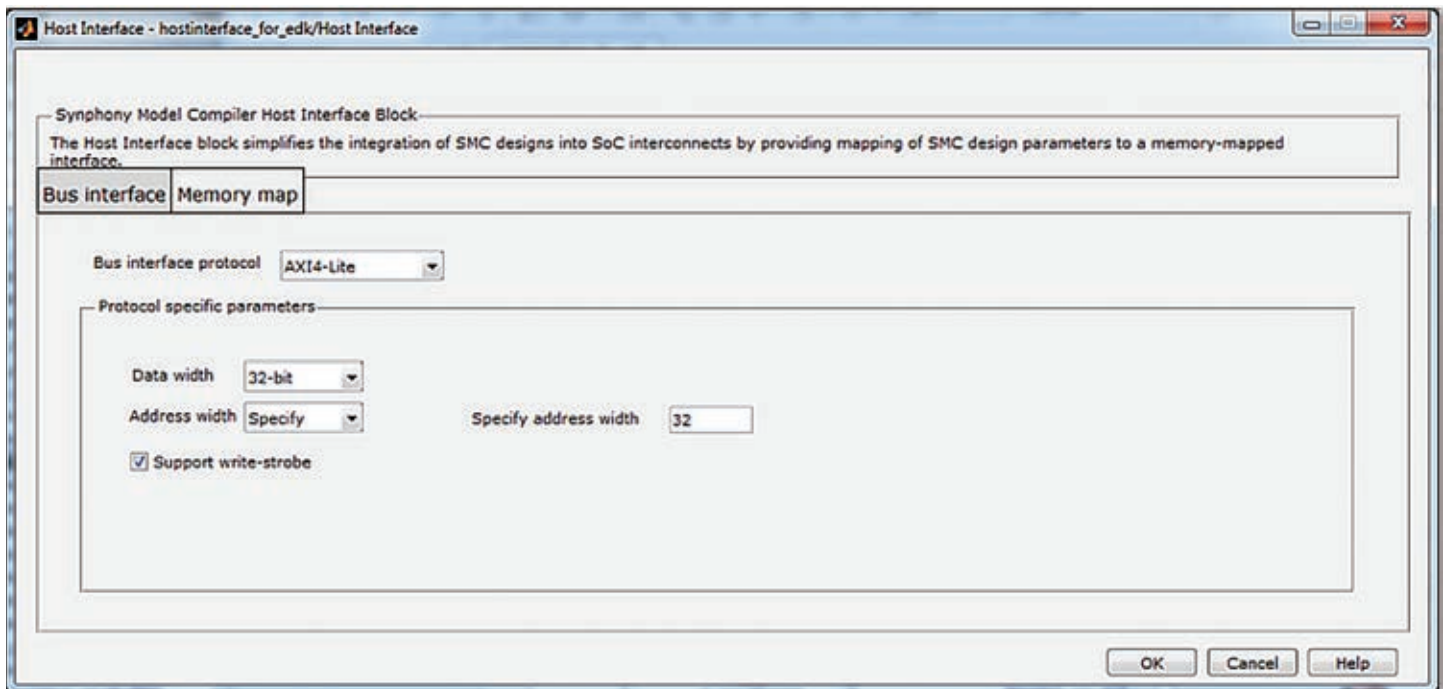 Host Interface - hostinterface_for_edk/Host Interface
Synphony Model Compiler Host Interface Block
The Host Interface block simplifies the integration of SMC designs into SoC interconnects by providing mapping of SMC design parameters to a memory-mapped
interface.
Bus interface Memory map
Bus interface protocol AXI4-Lite
Protocol specific parameters
Data width 32-bit
Address width Specify Specify address width 32
Support write-strobe
OK Cancel Help